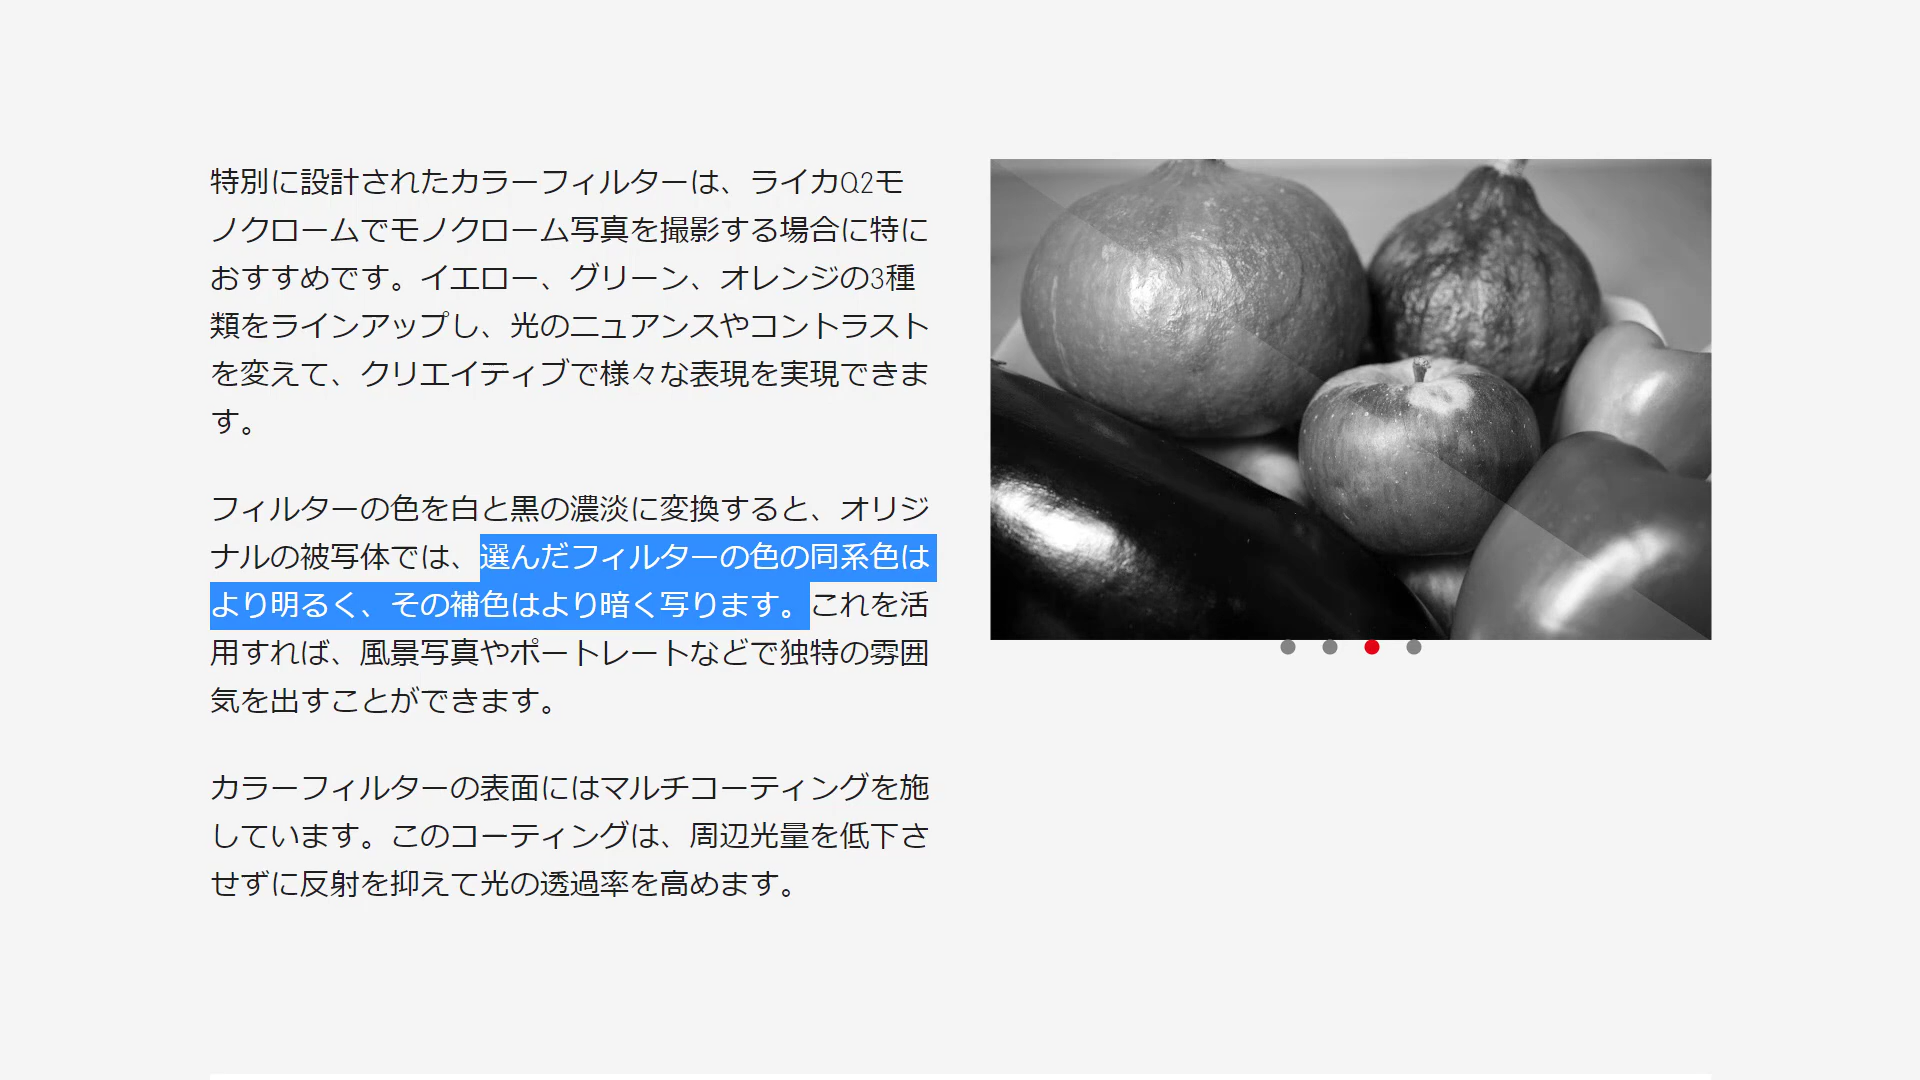 特別に設計されたカラーフィルターは、ライカQ2モ
ノクロームでモノクローム写真を撮影する場合に特に
おすすめです。イエロー、グリーン、オレンジの3種
類をラインアップし、光のニュアンスやコントラスト
を変えて、クリエイティブで様々な表現を実現できま
す。
フィルターの色を白と黒の濃淡に変換すると、オリジ
ナルの被写体では、選んだフィルターの色の同系色は
より明るく、その補色はより暗く写ります。これを活
用すれば、風景写真やポートレートなどで独特の雰囲
気を出すことができます。
カラーフィルターの表面にはマルチコーティングを施
しています。このコーティングは、周辺光量を低下さ
せずに反射を抑えて光の透過率を高めます。